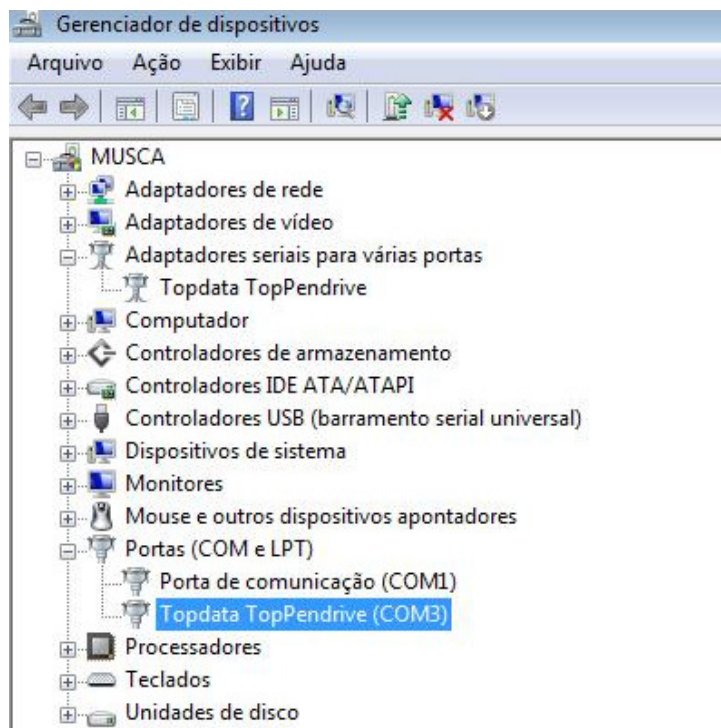 Gerenciador de dispositivos
Arquivo Ação Exibir Ajuda
MUSCA
Adaptadores de rede
Adaptadores de vídeo
Adaptadores seriais para várias portas
Topdata TopPendrive
Computador
Controladores de armazenamento
Controladores IDE ATA/ATAPI
Controladores USB (barramento serial universal)
Dispositivos de sistema
Monitores
Mouse e outros dispositivos apontadores
Portas (COM e LPT)
Porta de comunicação (COM1)
Topdata TopPendrive (COM3)
Processadores
Teclados
Unidades de disco